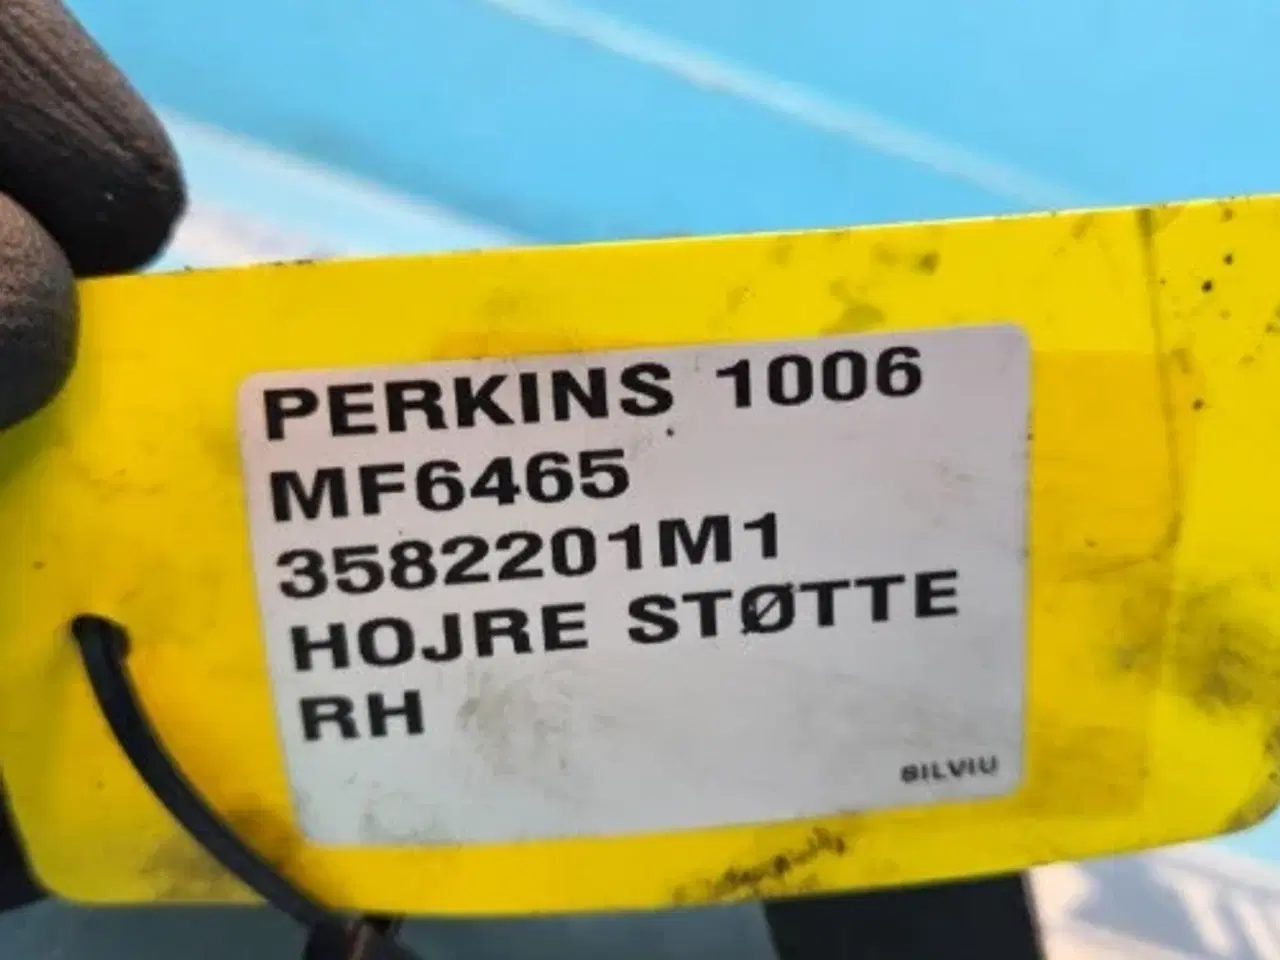 PERKINS 1006
MF6465
3582201M1
HOJRE STØTTE
RH
SILVIU